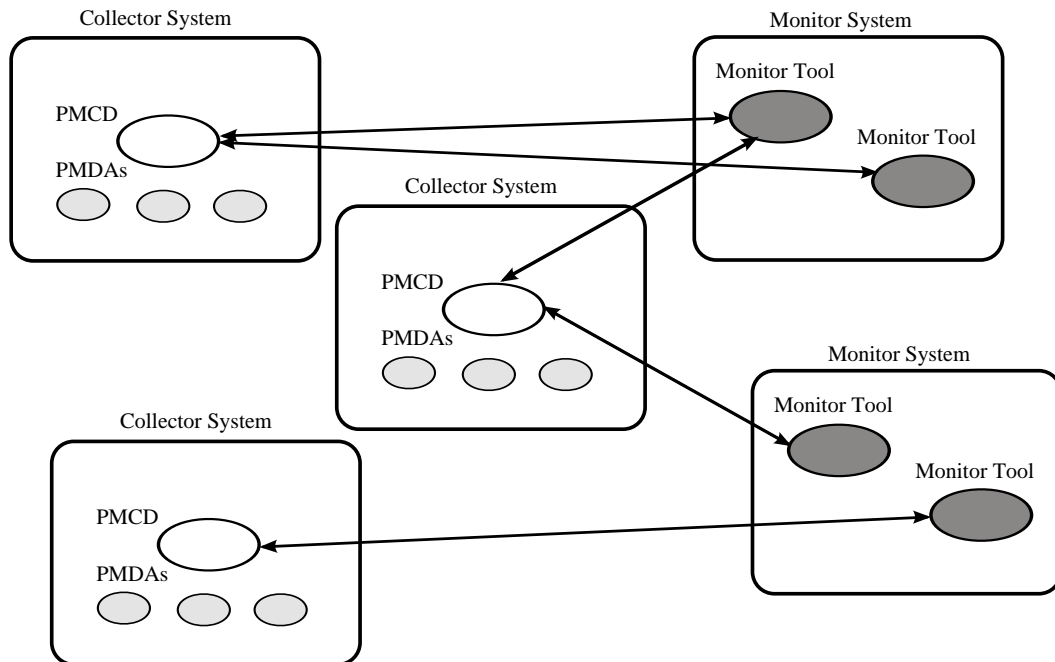 Collector System
PMCD
PMDAs
Monitor System
Monitor Tool
Monitor Tool
Collector System
PMCD
PMDAs
Monitor System
Monitor Tool
Monitor Tool
Collector System
PMCD
PMDAs